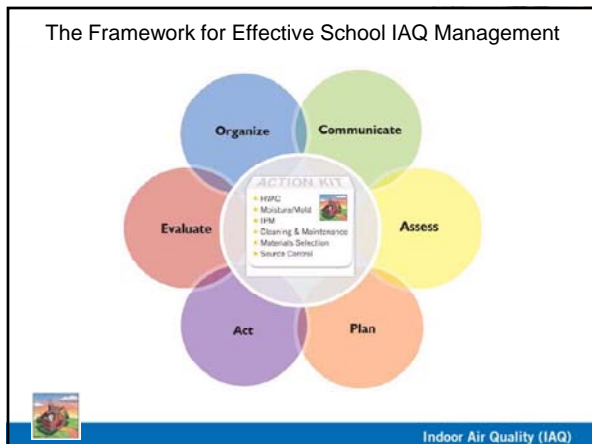 The Framework for Effective School IAQ Management
Organize
Communicate
ACTION KIT
HVAC
Moisture/Mold
IPM
Cleaning & Maintenance
Materials Selection
Source Control
Evaluate
Assess
Act
Plan
Indoor Air Quality (IAQ)